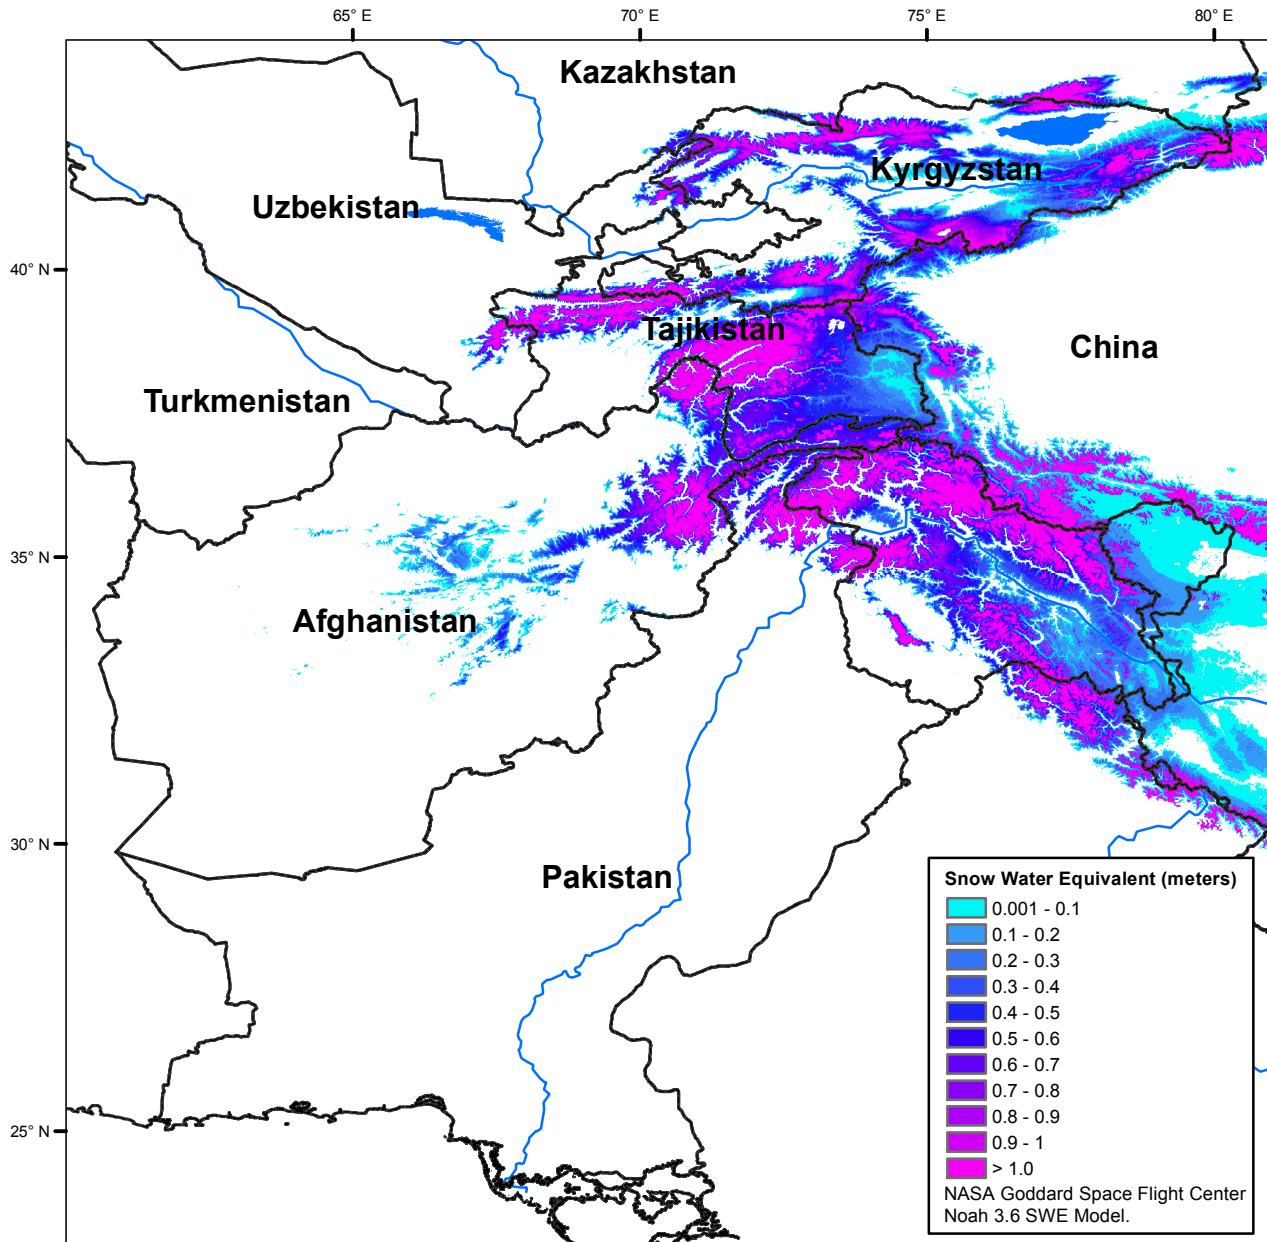 65° E
70° E
75° E
80° E
Kazakhstan
Kyrgyzstan
Uzbekistan
40° N
Tajikistan
China
Turkmenistan
35° N
Afghanistan
30° N
Pakistan
25° N
Snow Water Equivalent (meters)
0.001 - 0.1
0.1 - 0.2
0.2 - 0.3
0.3 - 0.4
0.4 - 0.5
0.5 - 0.6
0.6 - 0.7
0.7 - 0.8
0.8 - 0.9
0.9 - 1
> 1.0
NASA Goddard Space Flight Center
Noah 3.6 SWE Model.